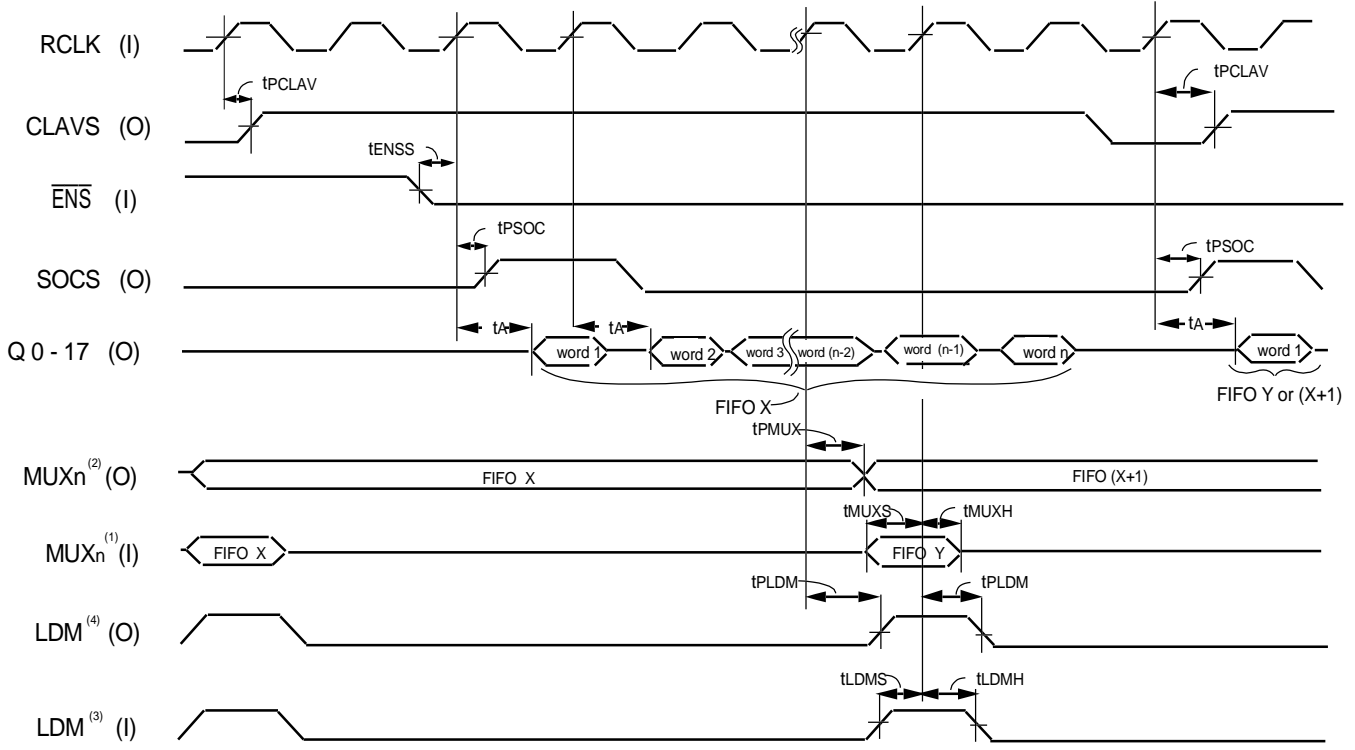 RCLK (I)
tPCLAV
tPCLAV
CLAVS (O)
tENSS
ENS (I)
tPSOC
tPSOC
SOCS (O)
tA
tA
tA
Q 0 - 17 (O)
word 1
word 2
word 3
word (n-2)
word (n-1)
word n
word 1
FIFO X
FIFO Y or (X+1)
tPMUX
MUXn (2) (O)
FIFO X
FIFO (X+1)
tMUXS
tMUXH
MUXn (1) (I)
FIFO X
FIFO Y
tPLDM
tPLDM
LDM (4) (O)
tLDMS
tLDMH
LDM (3) (I)